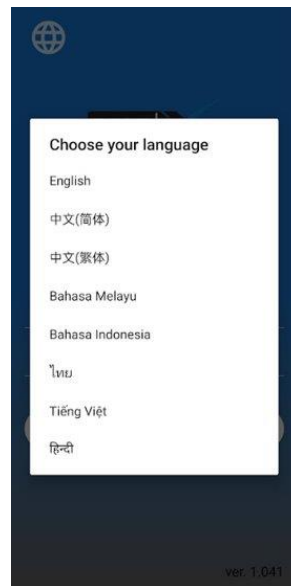 Choose your language
English
中文(简体)
中文(繁体)
Bahasa Melayu
Bahasa Indonesia
ไทย
Tiếng Việt
हिन्दी
ver. 1.041